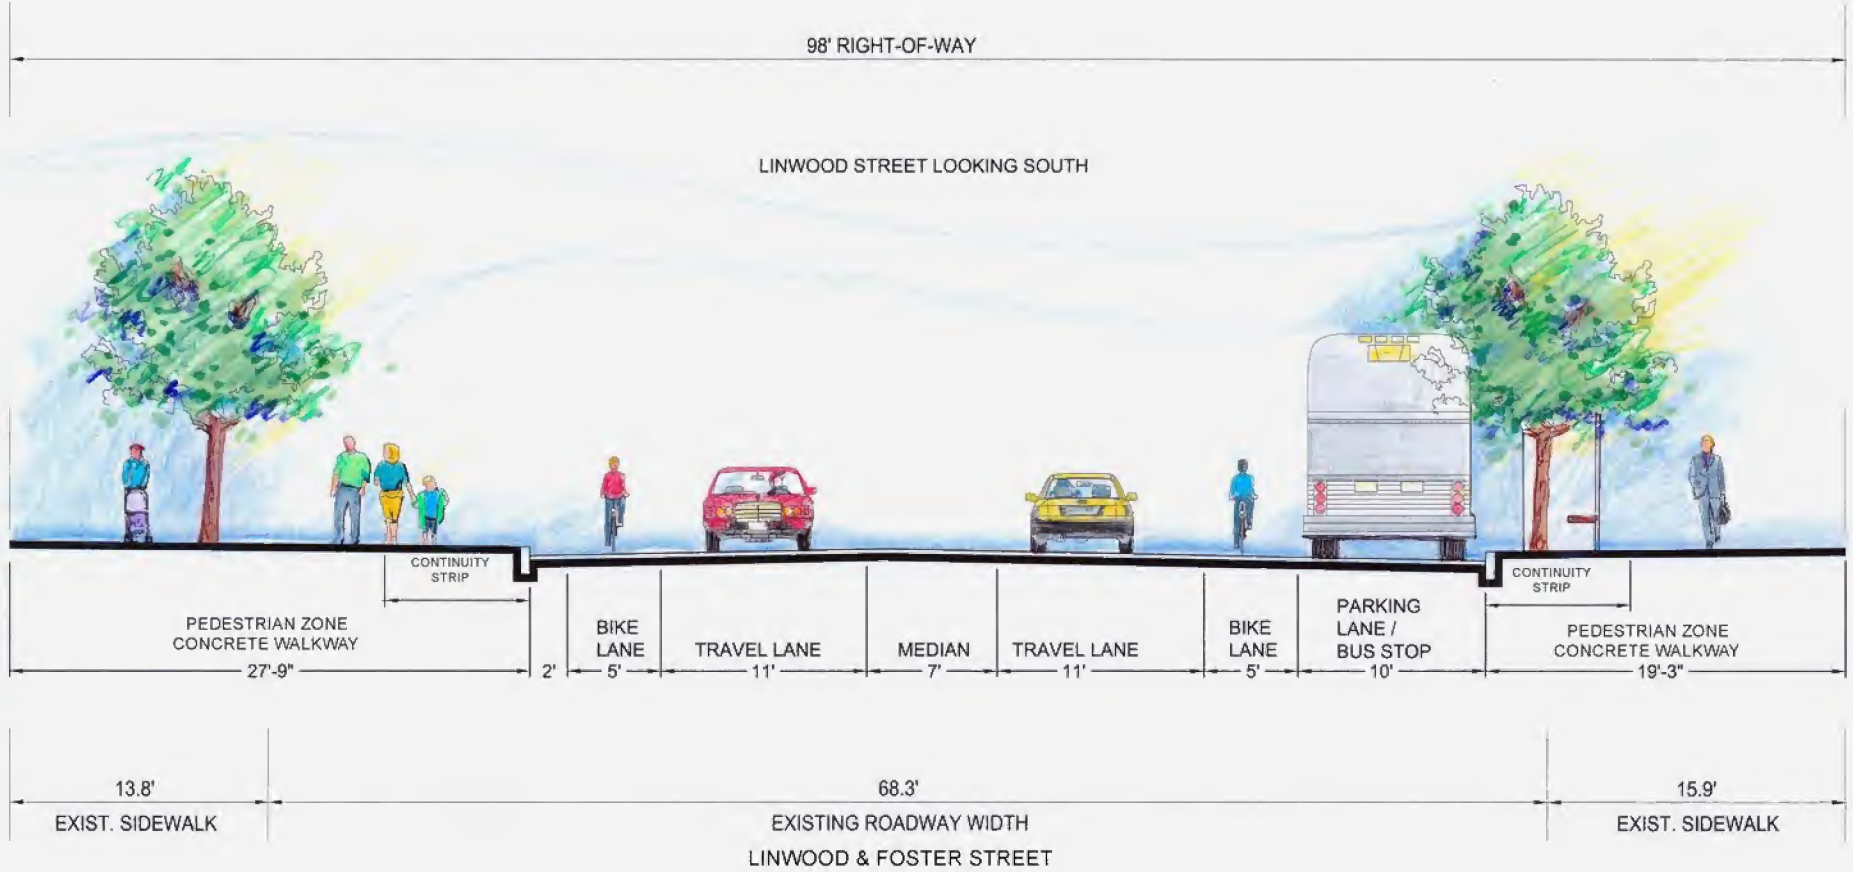 98' RIGHT-OF-WAY
LINWOOD STREET LOOKING SOUTH
CONTINUITY
STRIP
CONTINUITY
STRIP
PEDESTRIAN ZONE
CONCRETE WALKWAY
27'-9"
2'
BIKE
LANE
5'
TRAVEL LANE
11'
MEDIAN
7'
TRAVEL LANE
11'
BIKE
LANE
5'
PARKING
LANE /
BUS STOP
10'
PEDESTRIAN ZONE
CONCRETE WALKWAY
19'-3"
13.8'
EXIST. SIDEWALK
68.3'
EXISTING ROADWAY WIDTH
15.9'
EXIST. SIDEWALK
LINWOOD & FOSTER STREET